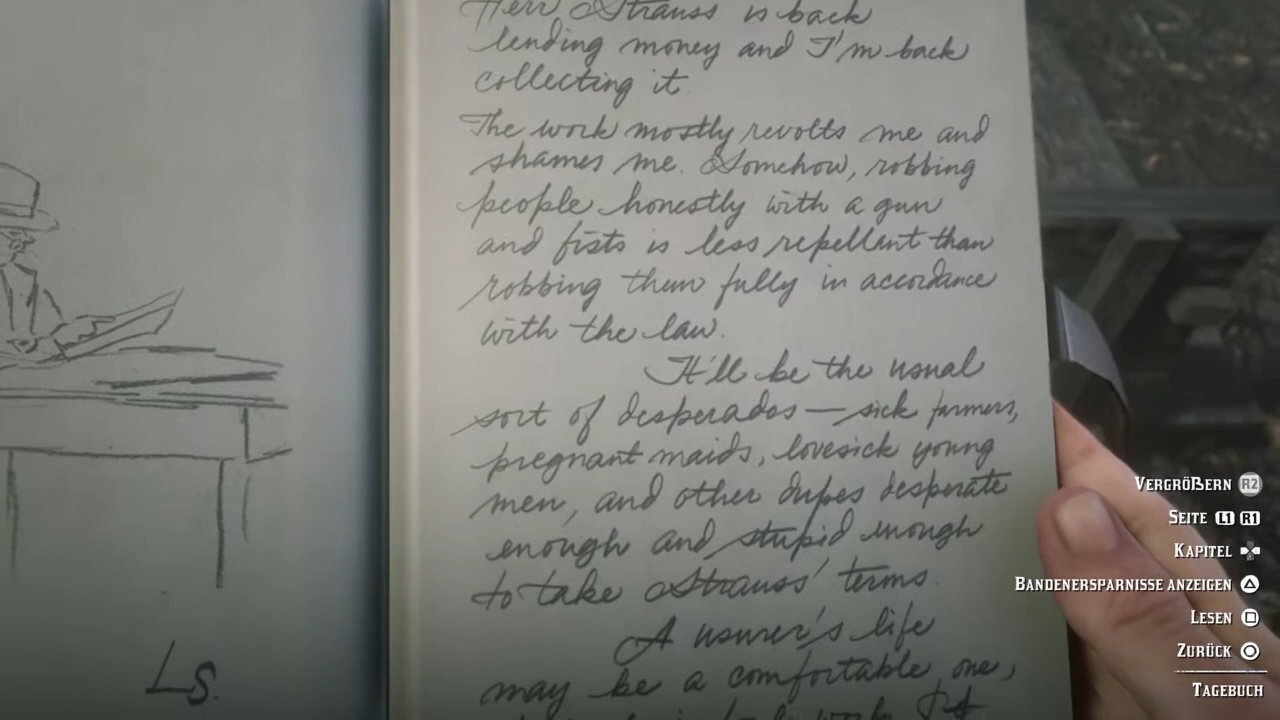 Herr Strauss is back
lending money and I'm back
collecting it.
The work mostly revolts me and
shames me. Somehow, robbing
people honestly with a gun
and fists is less repellant than
robbing them fully in accordance
with the law.
It'll be the usual
sort of desperados — sick farmers,
pregnant maids, lovesick young
men, and other dupes desperate
enough and stupid enough
to take Strauss' terms.
A usurer's life
may be a comfortable one,
LS.
VERGRÖẞERN R2
SEITE L1 R1
KAPITEL
BANDENERSPARNISSE ANZEIGEN
LESEN
ZURÜCK
TAGEBUCH